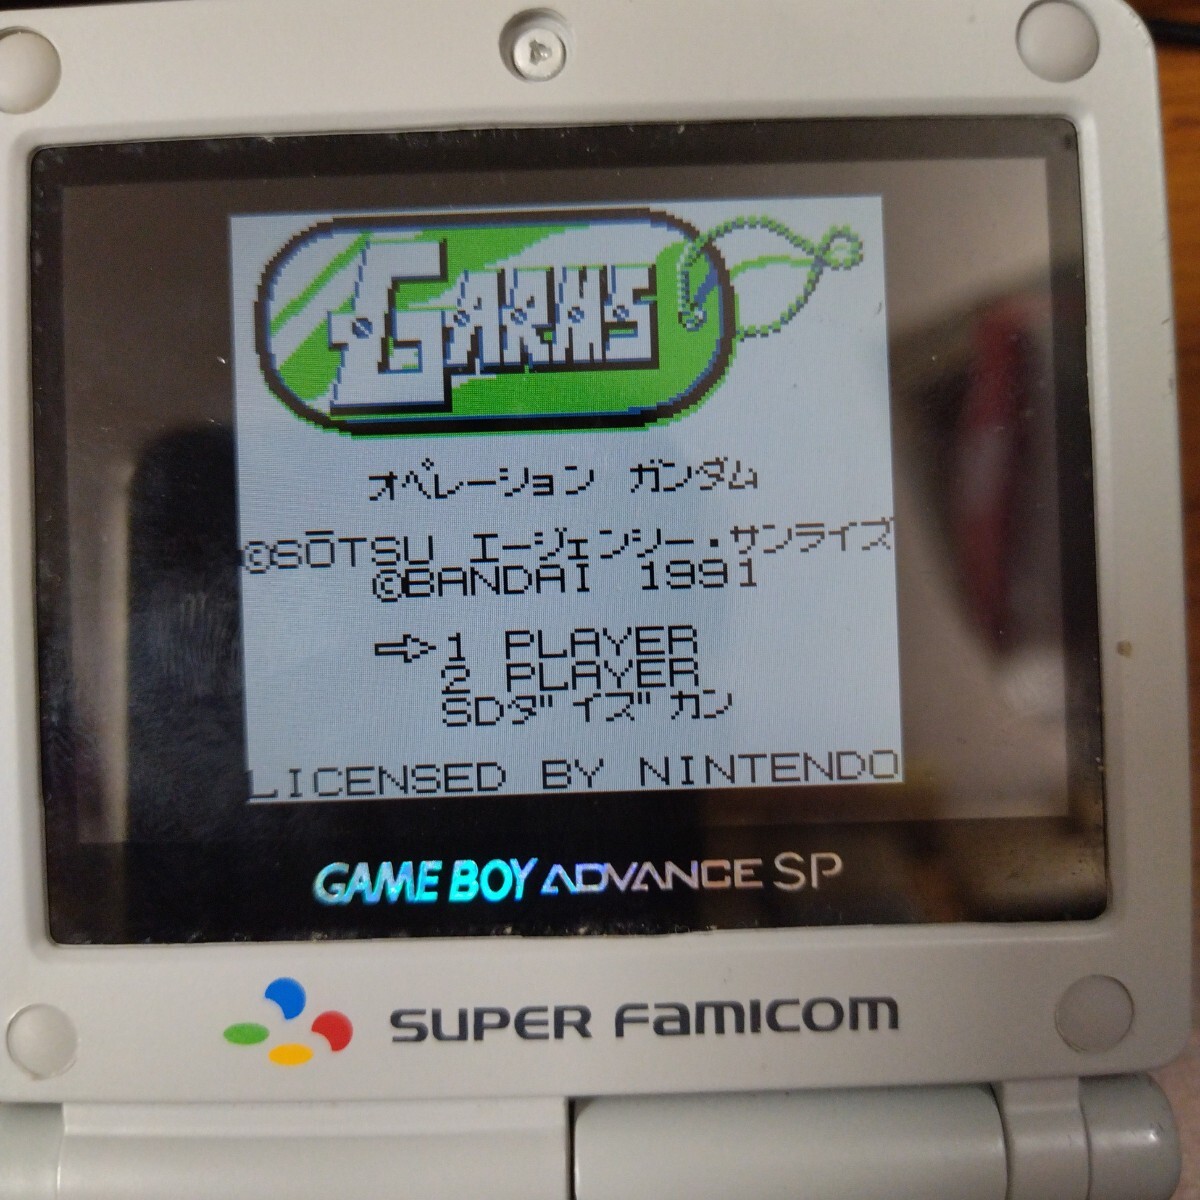 GARMS
オペレーション ガンダム
©SŌTSU エージェンシー・サンライズ
©BANDAI 1991
⇨1 PLAYER
2 PLAYER
SDダイズカン
LICENSED BY NINTENDO
GAME BOY ADVANCE SP
SUPER FAMICOM